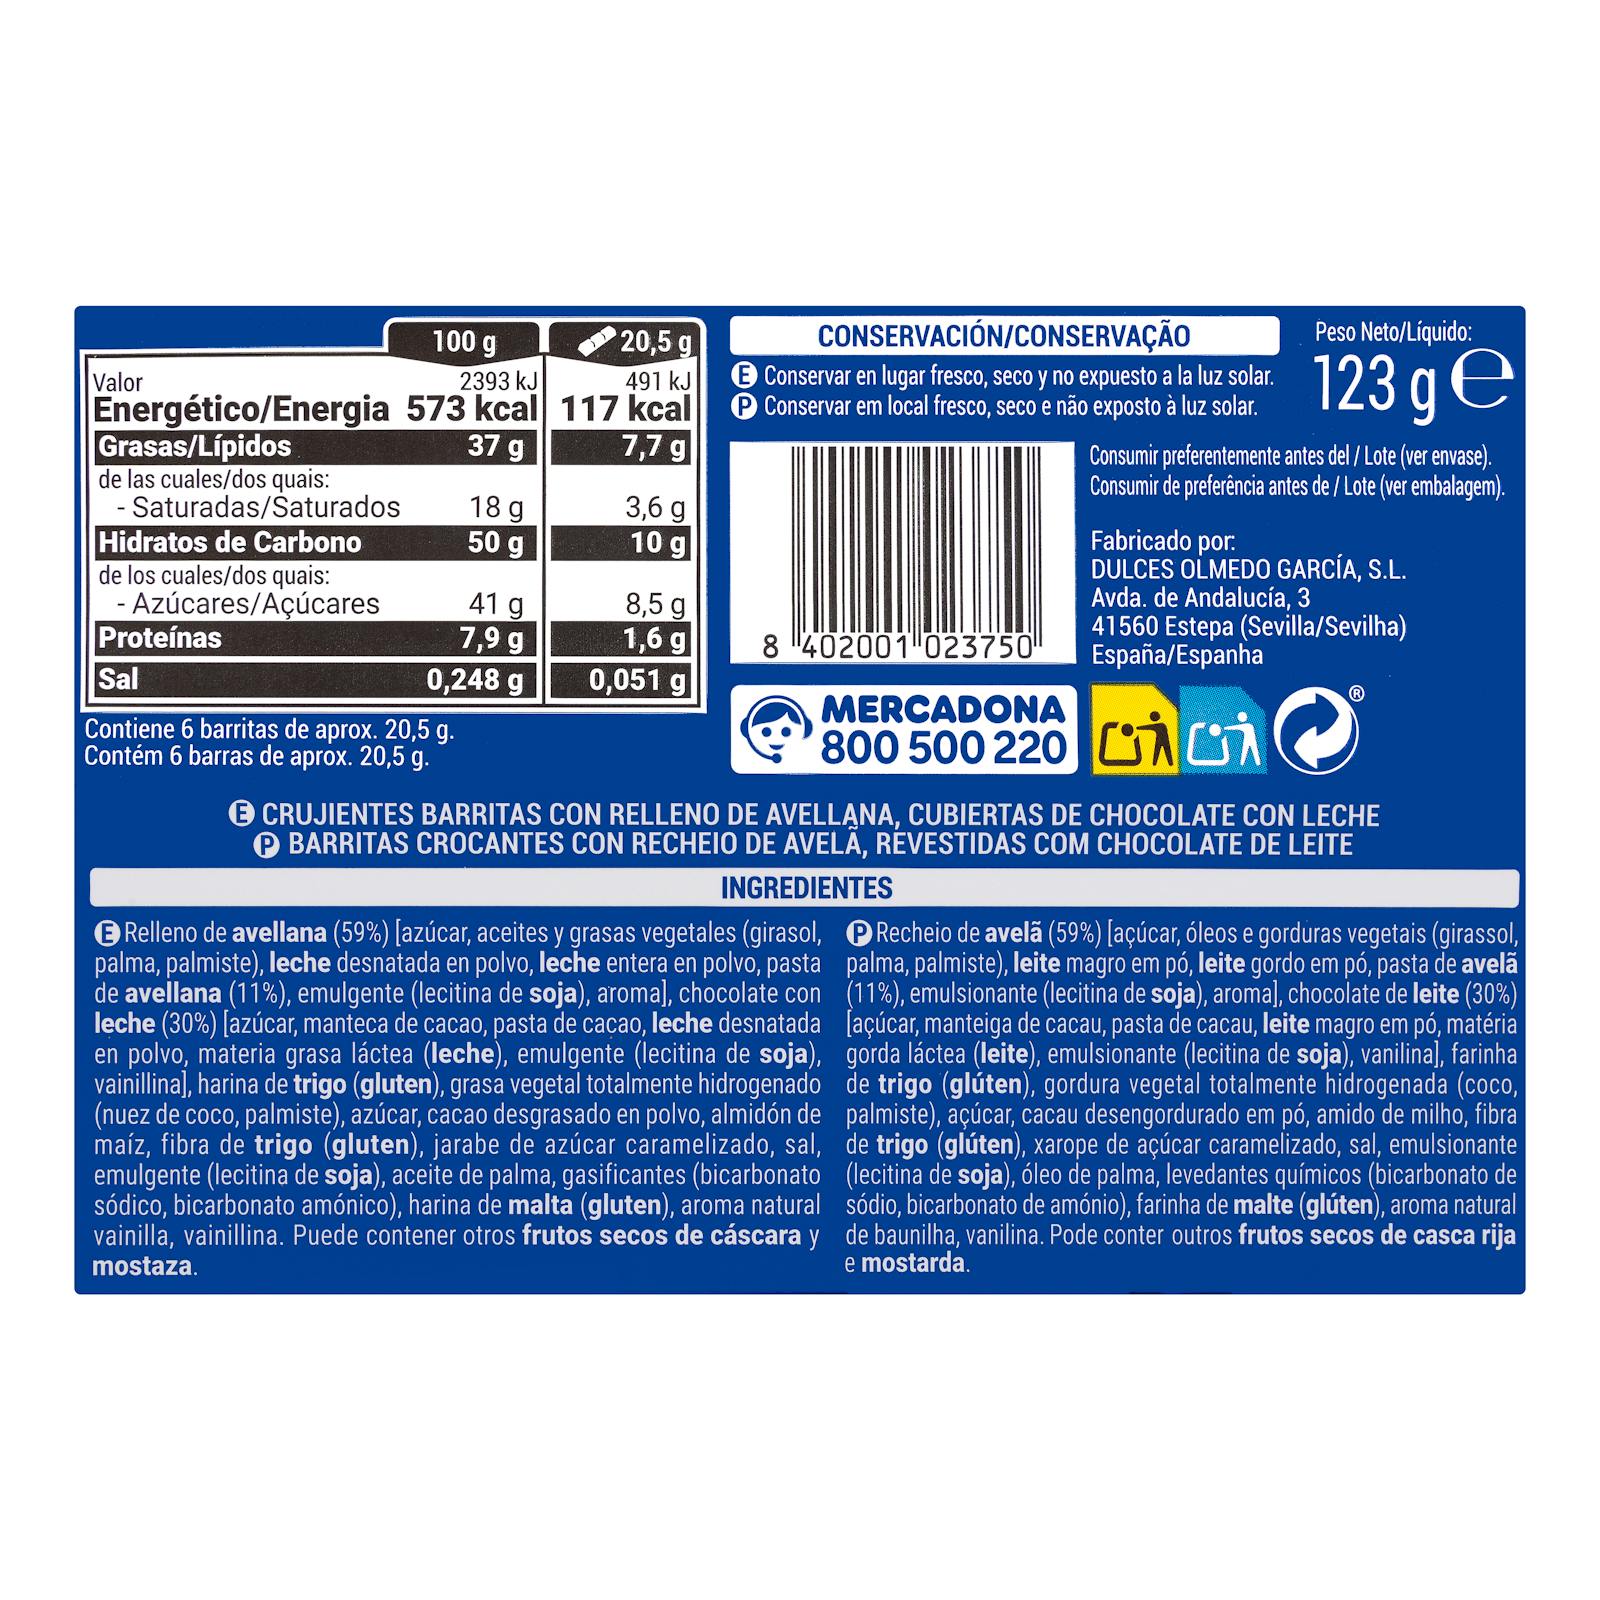 100 g 20,5 g
Valor 2393 kJ 491 kJ
Energético/Energia 573 kcal 117 kcal
Grasas/Lípidos 37 g 7,7 g
de las cuales/dos quais:
- Saturadas/Saturados 18 g 3,6 g
Hidratos de Carbono 50 g 10 g
de los cuales/dos quais:
- Azúcares/Açúcares 41 g 8,5 g
Proteínas 7,9 g 1,6 g
Sal 0,248 g 0,051 g
Contiene 6 barritas de aprox. 20,5 g.
Contém 6 barras de aprox. 20,5 g.
CONSERVACIÓN/CONSERVAÇÃO
E Conservar en lugar fresco, seco y no expuesto a la luz solar.
P Conservar em local fresco, seco e não exposto à luz solar.
Peso Neto/Líquido:
123 g e
8 402001 023750
Consumir preferentemente antes del / Lote (ver envase).
Consumir de preferência antes de / Lote (ver embalagem).
Fabricado por:
DULCES OLMEDO GARCÍA, S.L.
Avda. de Andalucía, 3
41560 Estepa (Sevilla/Sevilha)
España/Espanha
MERCADONA
800 500 220
®
E CRUJIENTES BARRITAS CON RELLENO DE AVELLANA, CUBIERTAS DE CHOCOLATE CON LECHE
P BARRITAS CROCANTES CON RECHEIO DE AVELÃ, REVESTIDAS COM CHOCOLATE DE LEITE
INGREDIENTES
E Relleno de avellana (59%) [azúcar, aceites y grasas vegetales (girasol,
palma, palmiste), leche desnatada en polvo, leche entera en polvo, pasta
de avellana (11%), emulgente (lecitina de soja), aroma], chocolate con
leche (30%) [azúcar, manteca de cacao, pasta de cacao, leche desnatada
en polvo, materia grasa láctea (leche), emulgente (lecitina de soja),
vainillina], harina de trigo (gluten), grasa vegetal totalmente hidrogenado
(nuez de coco, palmiste), azúcar, cacao desgrasado en polvo, almidón de
maíz, fibra de trigo (gluten), jarabe de azúcar caramelizado, sal,
emulgente (lecitina de soja), aceite de palma, gasificantes (bicarbonato
sódico, bicarbonato amónico), harina de malta (gluten), aroma natural
vainilla, vainillina. Puede contener otros frutos secos de cáscara y
mostaza.
P Recheio de avelã (59%) [açúcar, óleos e gorduras vegetais (girassol,
palma, palmiste), leite magro em pó, leite gordo em pó, pasta de avelã
(11%), emulsionante (lecitina de soja), aroma], chocolate de leite (30%)
[açúcar, manteiga de cacau, pasta de cacau, leite magro em pó, matéria
gorda láctea (leite), emulsionante (lecitina de soja), vanilina], farinha
de trigo (glúten), gordura vegetal totalmente hidrogenada (coco,
palmiste), açúcar, cacau desengordurado em pó, amido de milho, fibra
de trigo (glúten), xarope de açúcar caramelizado, sal, emulsionante
(lecitina de soja), óleo de palma, levedantes químicos (bicarbonato de
sódio, bicarbonato de amónio), farinha de malte (glúten), aroma natural
de baunilha, vanilina. Pode conter outros frutos secos de casca rija
e mostarda.